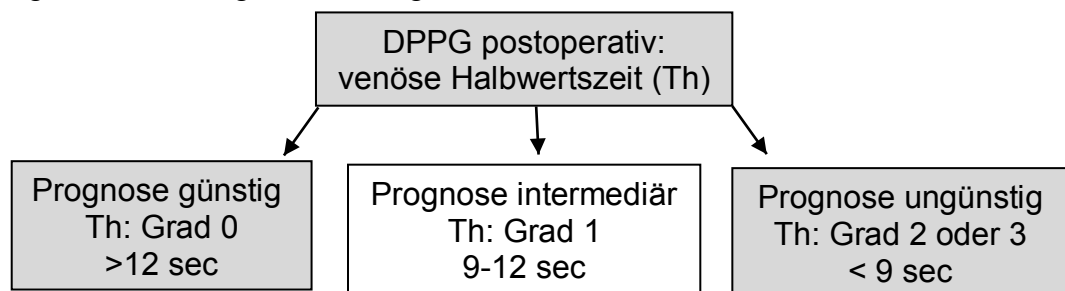 DPPG postoperativ:
venöse Halbwertszeit (Th)
Prognose günstig
Th: Grad 0
>12 sec
Prognose intermediär
Th: Grad 1
9-12 sec
Prognose ungünstig
Th: Grad 2 oder 3
< 9 sec